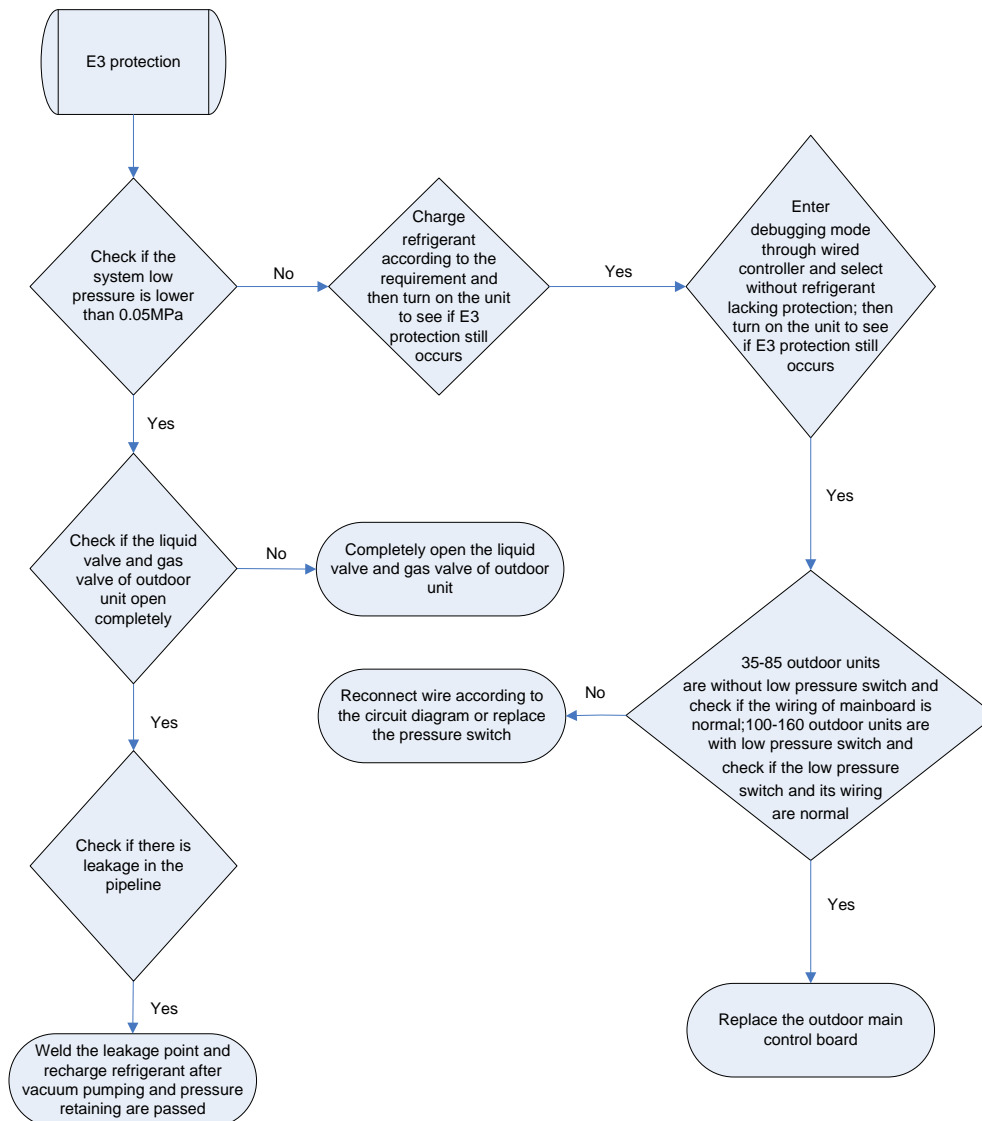 E3 protection
Check if the
system low
pressure is lower
than 0.05MPa
No
Charge
refrigerant
according to the
requirement and
then turn on the unit
to see if E3
protection still
occurs
Yes
Enter
debugging mode
through wired
controller and select
without refrigerant
lacking protection; then
turn on the unit to see
if E3 protection still
occurs
Yes
Yes
Check if the liquid
valve and gas
valve of outdoor
unit open
completely
No
Completely open the liquid
valve and gas valve of outdoor
unit
35-85 outdoor units
are without low pressure switch and
check if the wiring of mainboard is
normal;100-160 outdoor units are
with low pressure switch and
check if the low pressure
switch and its wiring
are normal
No
Reconnect wire according to
the circuit diagram or replace
the pressure switch
Yes
Check if there is
leakage in the
pipeline
Yes
Yes
Weld the leakage point and
recharge refrigerant after
vacuum pumping and pressure
retaining are passed
Replace the outdoor main
control board